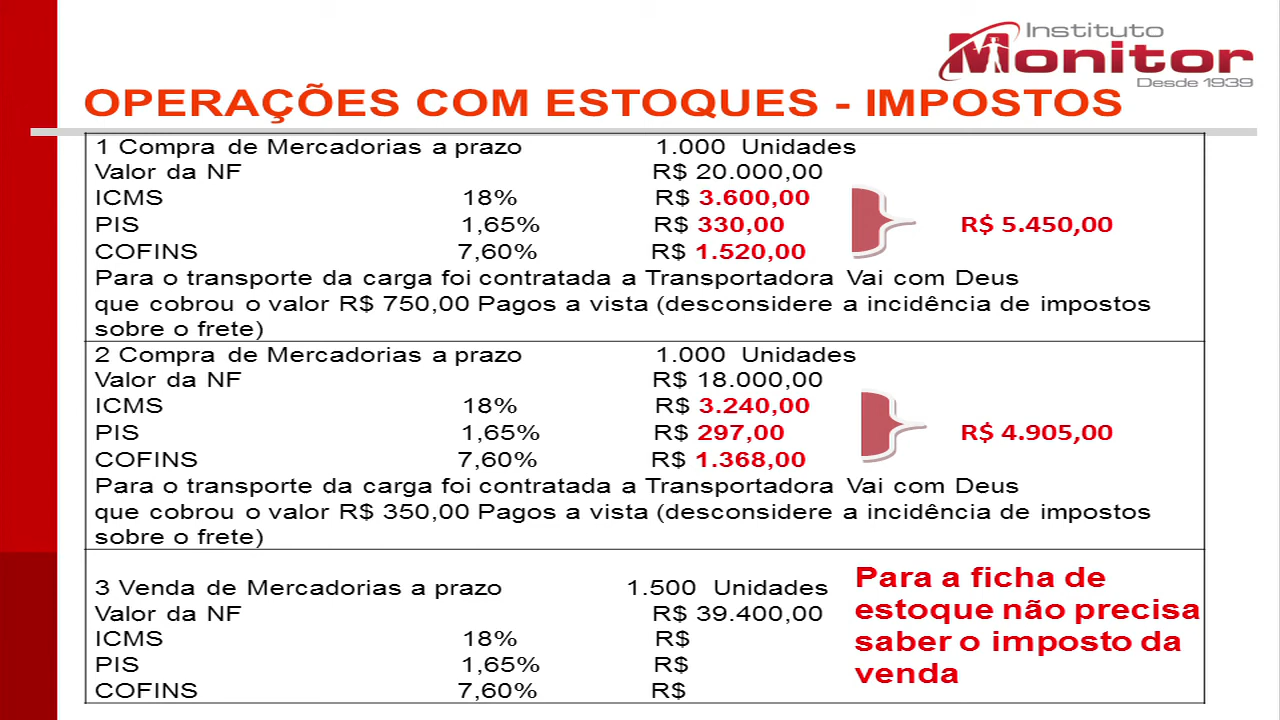 Instituto
Monitor
Desde 1939
OPERAÇÕES COM ESTOQUES - IMPOSTOS
1 Compra de Mercadorias a prazo 1.000 Unidades
Valor da NF R$ 20.000,00
ICMS 18% R$ 3.600,00
PIS 1,65% R$ 330,00 R$ 5.450,00
COFINS 7,60% R$ 1.520,00
Para o transporte da carga foi contratada a Transportadora Vai com Deus
que cobrou o valor R$ 750,00 Pagos a vista (desconsidere a incidência de impostos
sobre o frete)
2 Compra de Mercadorias a prazo 1.000 Unidades
Valor da NF R$ 18.000,00
ICMS 18% R$ 3.240,00
PIS 1,65% R$ 297,00 R$ 4.905,00
COFINS 7,60% R$ 1.368,00
Para o transporte da carga foi contratada a Transportadora Vai com Deus
que cobrou o valor R$ 350,00 Pagos a vista (desconsidere a incidência de impostos
sobre o frete)
3 Venda de Mercadorias a prazo 1.500 Unidades
Valor da NF R$ 39.400,00
ICMS 18% R$
PIS 1,65% R$
COFINS 7,60% R$
Para a ficha de
estoque não precisa
saber o imposto da
venda